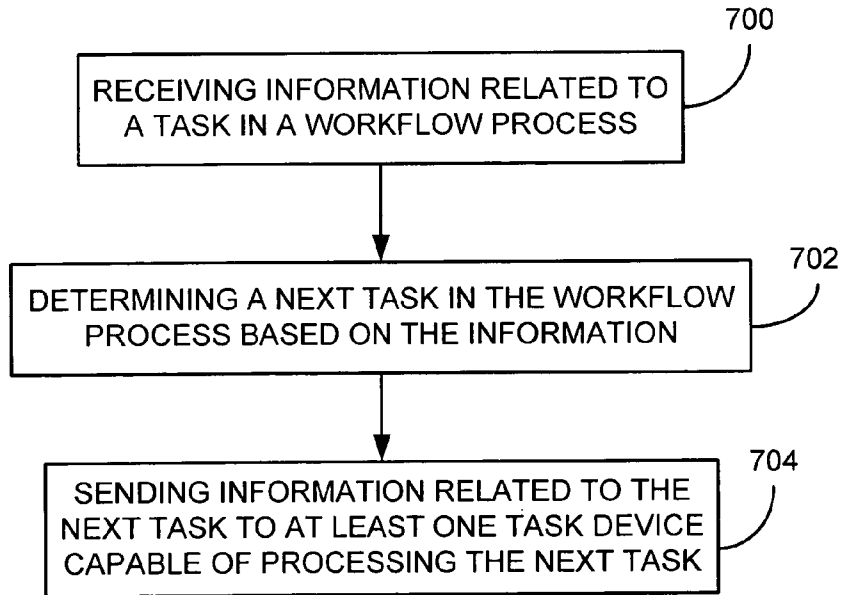 700
RECEIVING INFORMATION RELATED TO
A TASK IN A WORKFLOW PROCESS
702
DETERMINING A NEXT TASK IN THE WORKFLOW
PROCESS BASED ON THE INFORMATION
704
SENDING INFORMATION RELATED TO THE
NEXT TASK TO AT LEAST ONE TASK DEVICE
CAPABLE OF PROCESSING THE NEXT TASK